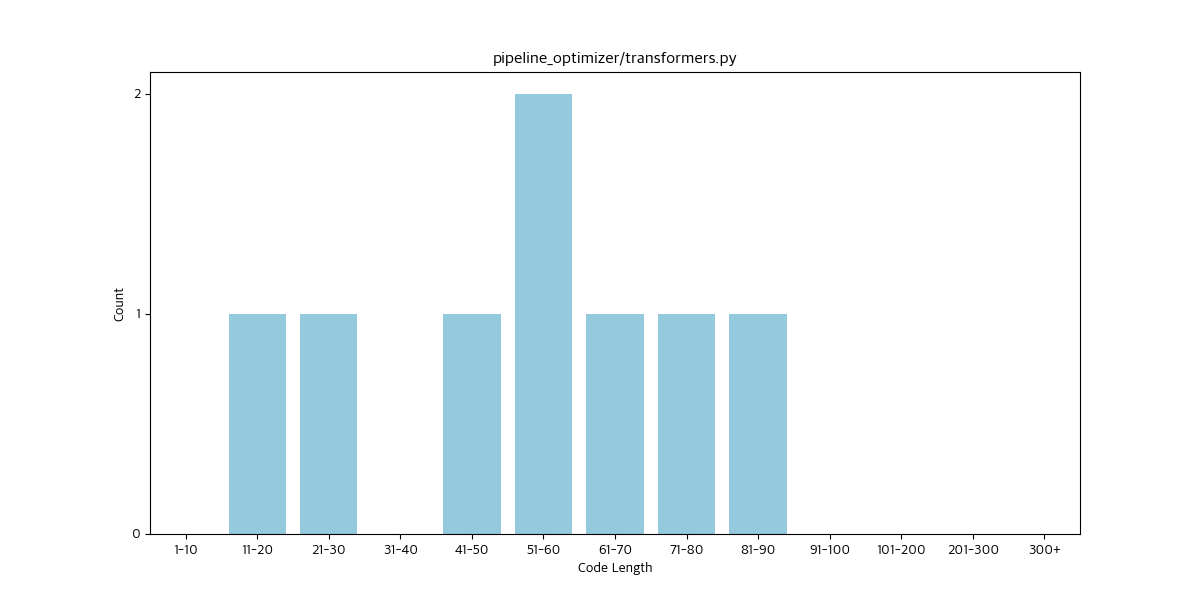 pipeline_optimizer/transformers.py
2
1
0
Count
1-10 11-20 21-30 31-40 41-50 51-60 61-70 71-80 81-90 91-100 101-200 201-300 300+
Code Length